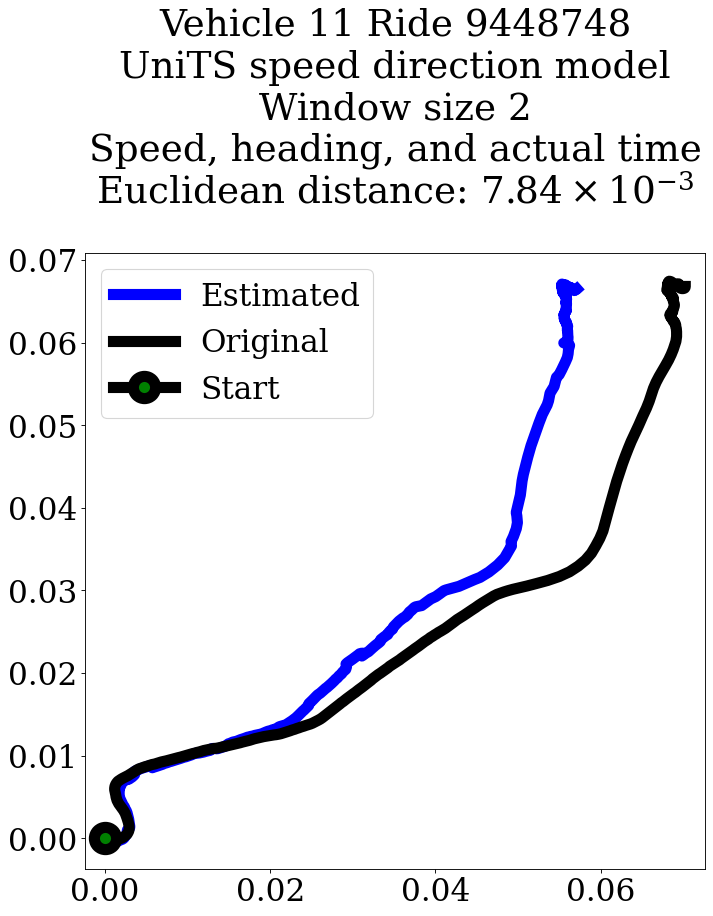 Vehicle 11 Ride 9448748
UniTS speed direction model
Window size 2
Speed, heading, and actual time
Euclidean distance: $7.84 \times 10^{-3}$
0.07
0.06
0.05
0.04
0.03
0.02
0.01
0.00
Estimated
Original
Start
0.00 0.02 0.04 0.06